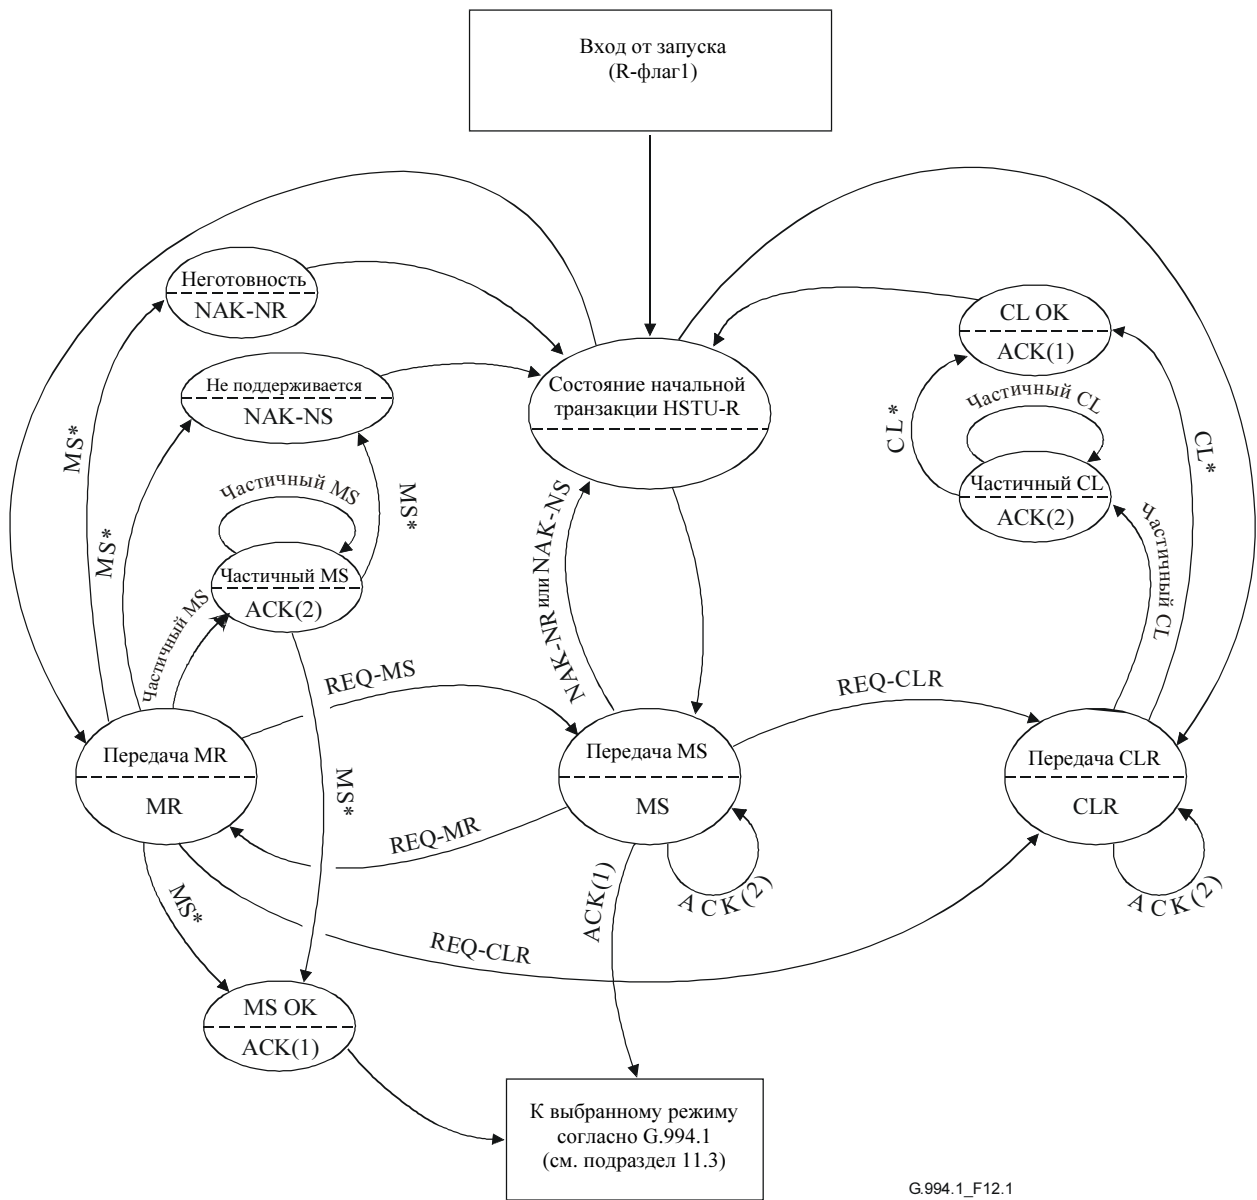 Вход от запуска
(R-флаг1)
Неготовность
NAK-NR
CL OK
ACK(1)
Не поддерживается
NAK-NS
Состояние начальной
транзакции HSTU-R
Частичный CL
CL*
CL*
MS*
Частичный MS
MS*
Частичный CL
ACK(2)
MS*
NAK-NR или NAK-NS
Частичный CL
Частичный MS
ACK(2)
Частичный MS
REQ-MS
REQ-CLR
Передача MR
MR
MS*
Передача MS
MS
Передача CLR
CLR
REQ-MR
MS*
ACK(1)
ACK(2)
ACK(2)
REQ-CLR
MS OK
ACK(1)
К выбранному режиму
согласно G.994.1
(см. подраздел 11.3)
G.994.1_F12.1